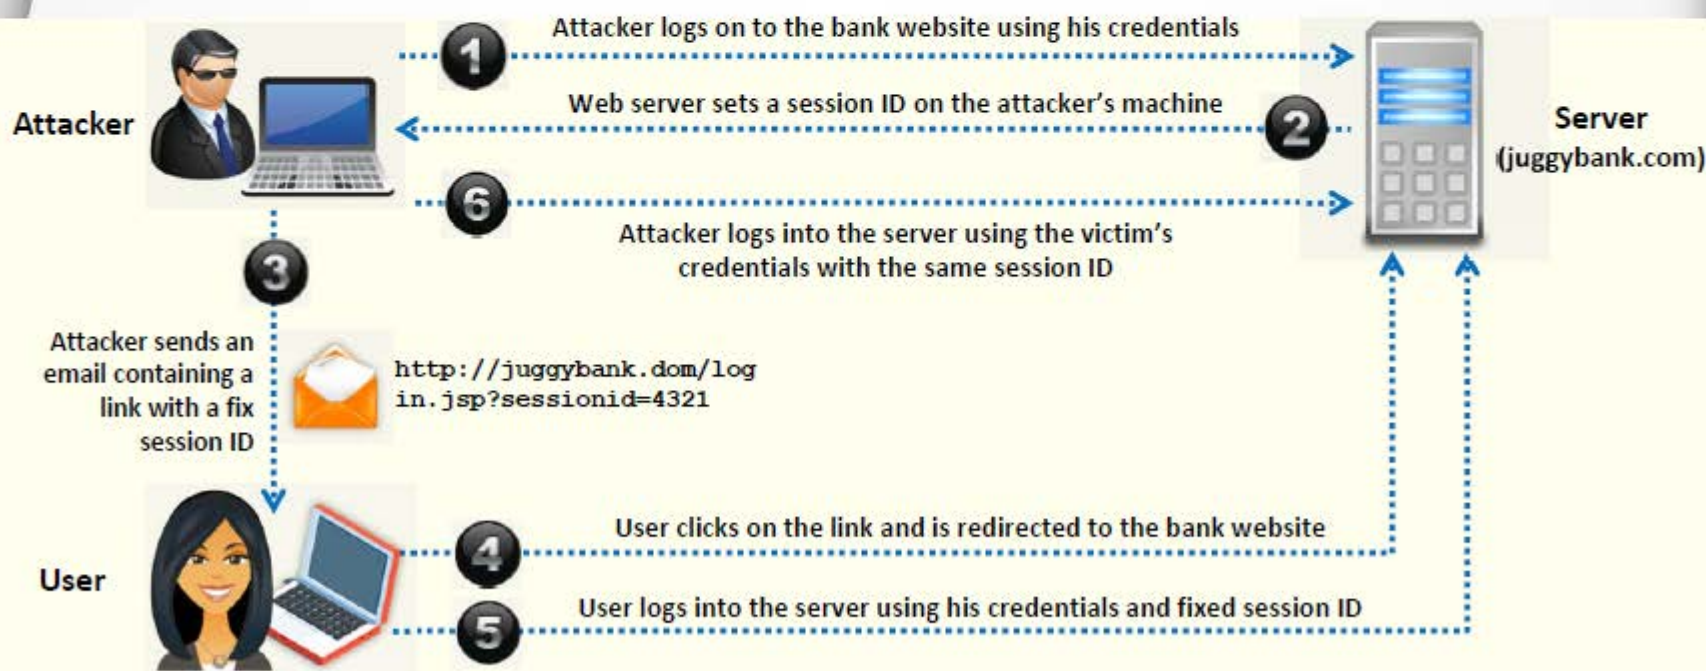 Attacker logs on to the bank website using his credentials
1
Web server sets a session ID on the attacker's machine
2
Attacker
Server
(juggybank.com)
6
Attacker logs into the server using the victim's
credentials with the same session ID
3
Attacker sends an
email containing a
link with a fix
session ID
http://juggybank.dom/log
in.jsp?sessionid=4321
User clicks on the link and is redirected to the bank website
4
User
User logs into the server using his credentials and fixed session ID
5